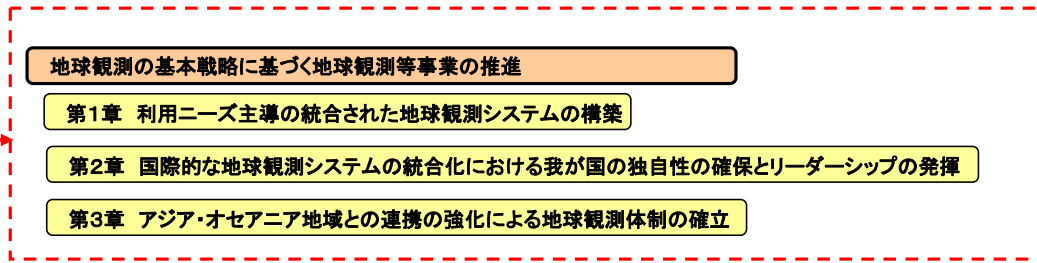 地球観測の基本戦略に基づく地球観測等事業の推進
第1章 利用ニーズ主導の統合された地球観測システムの構築
第2章 国際的な地球観測システムの統合化における我が国の独自性の確保とリーダーシップの発揮
第3章 アジア・オセアニア地域との連携の強化による地球観測体制の確立